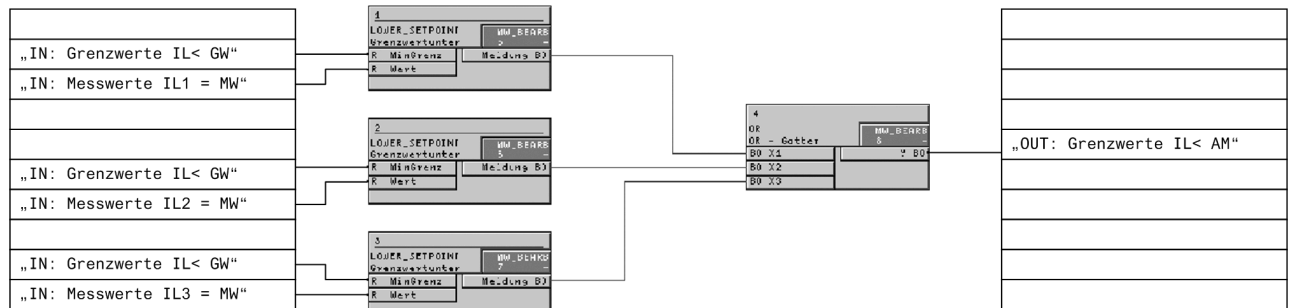 „IN: Grenzwerte IL< GW“
„IN: Messwerte IL1 = MW“
„IN: Grenzwerte IL< GW“
„IN: Messwerte IL2 = MW“
„IN: Grenzwerte IL< GW“
„IN: Messwerte IL3 = MW“
1
LOWER_SETPOINT
Grenzwertunter
MW_BEARB
5 -
R MinGrenz
Meldung BO
R Wert
2
LOWER_SETPOINT
Grenzwertunter
MW_BEARB
-
R MinGrenz
Meldung BO
R Wert
3
LOWER_SETPOINT
Grenzwertunter
MW_BEARB
7 -
R MinGrenz
Meldung BO
R Wert
4
OR
OR - Gatter
MW_BEARB
8 -
BO X1
Y BO
BO X2
BO X3
„OUT: Grenzwerte IL< AM“